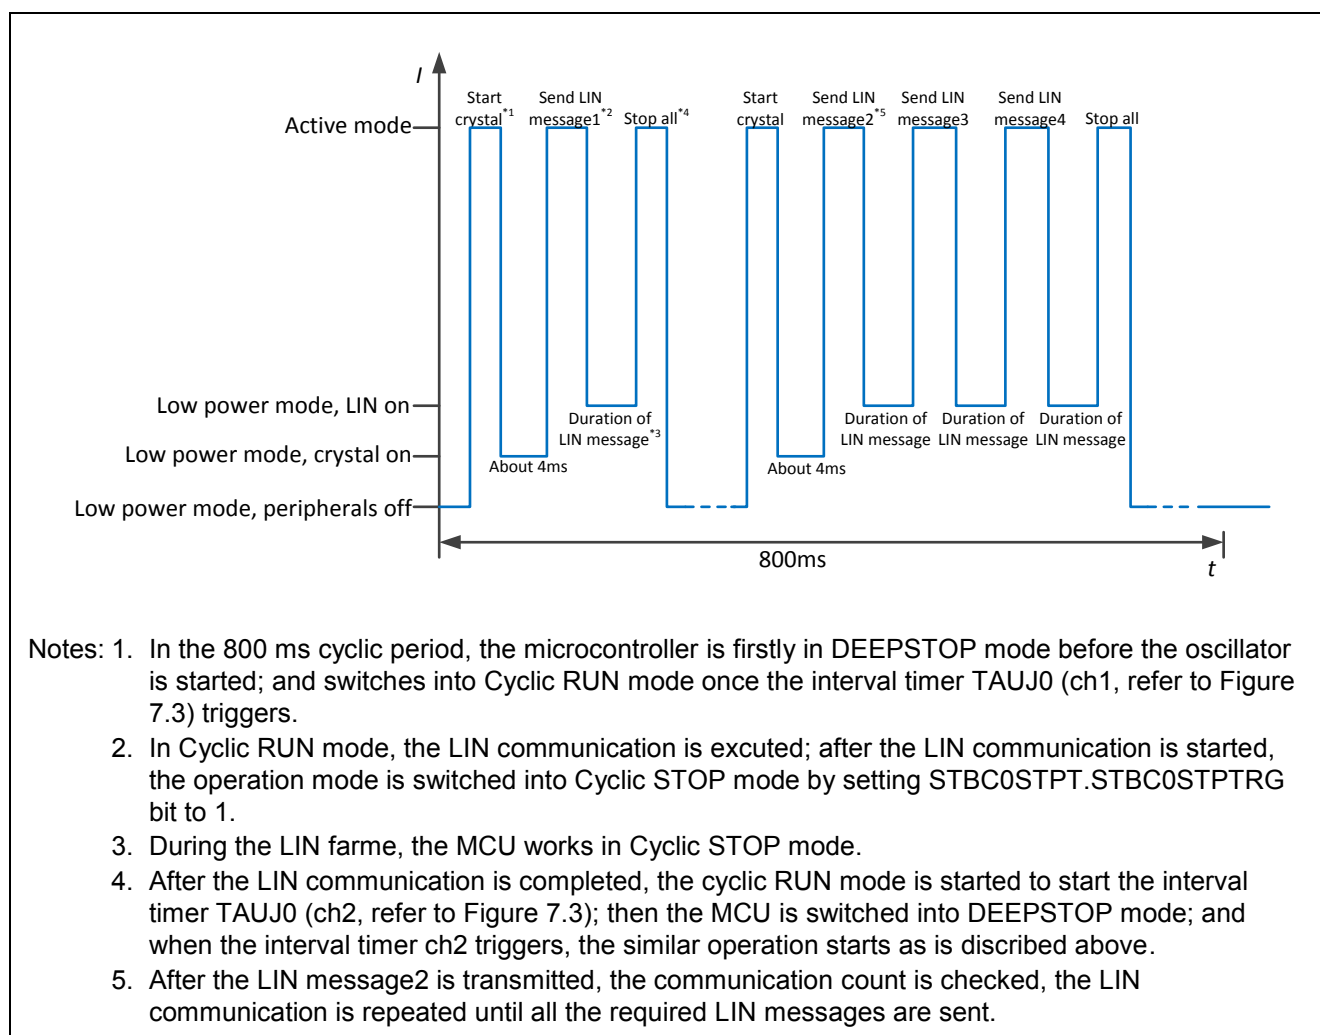 I
Start
crystal*1
Send LIN
message1*2
Stop all*4
Start
crystal
Send LIN
message2*5
Send LIN
message3
Send LIN
message4
Stop all
Active mode
Low power mode, LIN on
Duration of
LIN message*3
Duration of
LIN message
Duration of
LIN message
Duration of
LIN message
Low power mode, crystal on
About 4ms
About 4ms
Low power mode, peripherals off
800ms
t
Notes: 1. In the 800 ms cyclic period, the microcontroller is firstly in DEEPSTOP mode before the oscillator
is started; and switches into Cyclic RUN mode once the interval timer TAUJ0 (ch1, refer to Figure
7.3) triggers.
2. In Cyclic RUN mode, the LIN communication is excuted; after the LIN communication is started,
the operation mode is switched into Cyclic STOP mode by setting STBC0STPT.STBC0STPTRG
bit to 1.
3. During the LIN farme, the MCU works in Cyclic STOP mode.
4. After the LIN communication is completed, the cyclic RUN mode is started to start the interval
timer TAUJ0 (ch2, refer to Figure 7.3); then the MCU is switched into DEEPSTOP mode; and
when the interval timer ch2 triggers, the similar operation starts as is discribed above.
5. After the LIN message2 is transmitted, the communication count is checked, the LIN
communication is repeated until all the required LIN messages are sent.